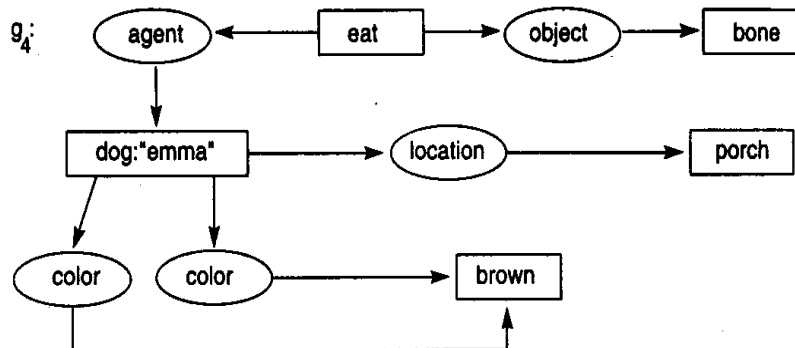 g4: agent eat object bone
dog:"emma" location porch
color color brown